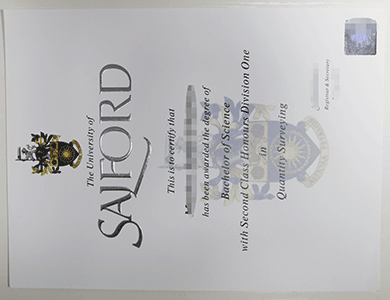 The University of
SALFORD
This is to certify that
has been awarded the degree of
Bachelor of Science
with Second Class Honours Division One
in
Quantity Surveying
Registrar & Secretary